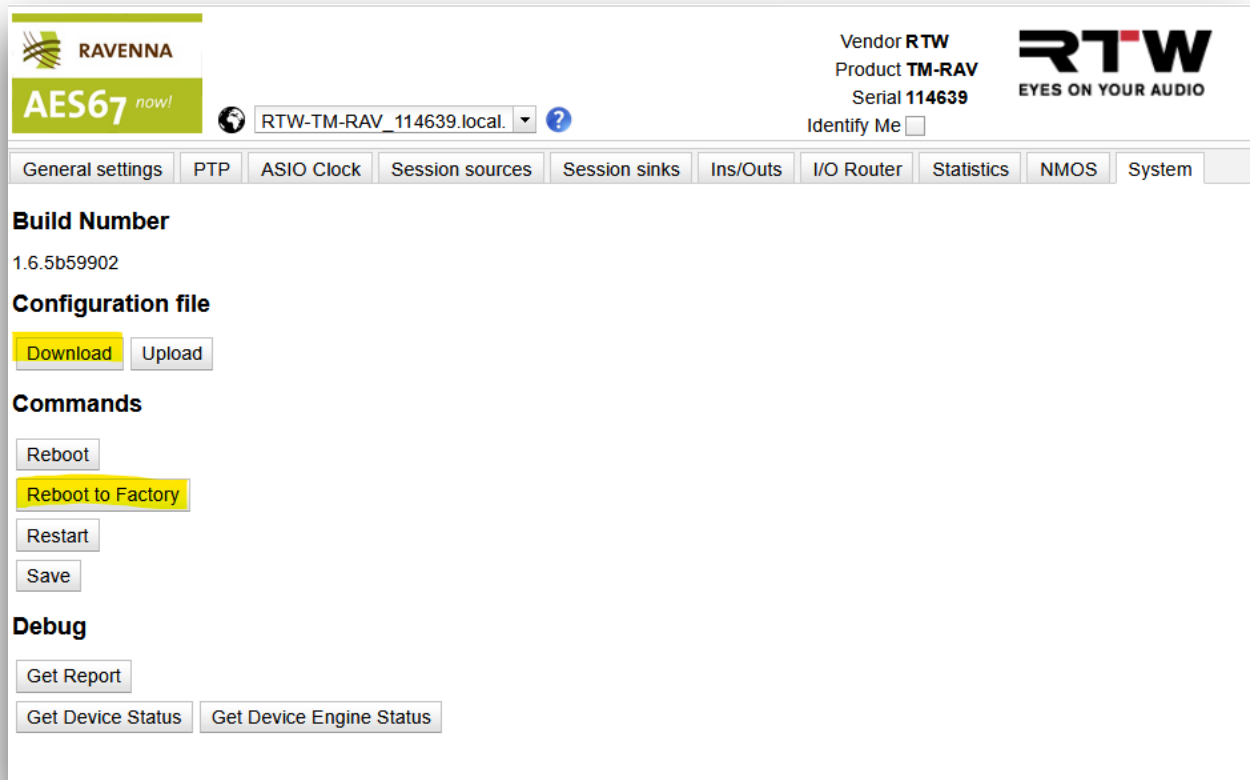 RAVENNA
AES67 now!
RTW-TM-RAV_114639.local.
Vendor RTW
Product TM-RAV
Serial 114639
Identify Me
RTW
EYES ON YOUR AUDIO
General settings PTP ASIO Clock Session sources Session sinks Ins/Outs I/O Router Statistics NMOS System
Build Number
1.6.5b59902
Configuration file
Download Upload
Commands
Reboot
Reboot to Factory
Restart
Save
Debug
Get Report
Get Device Status Get Device Engine Status